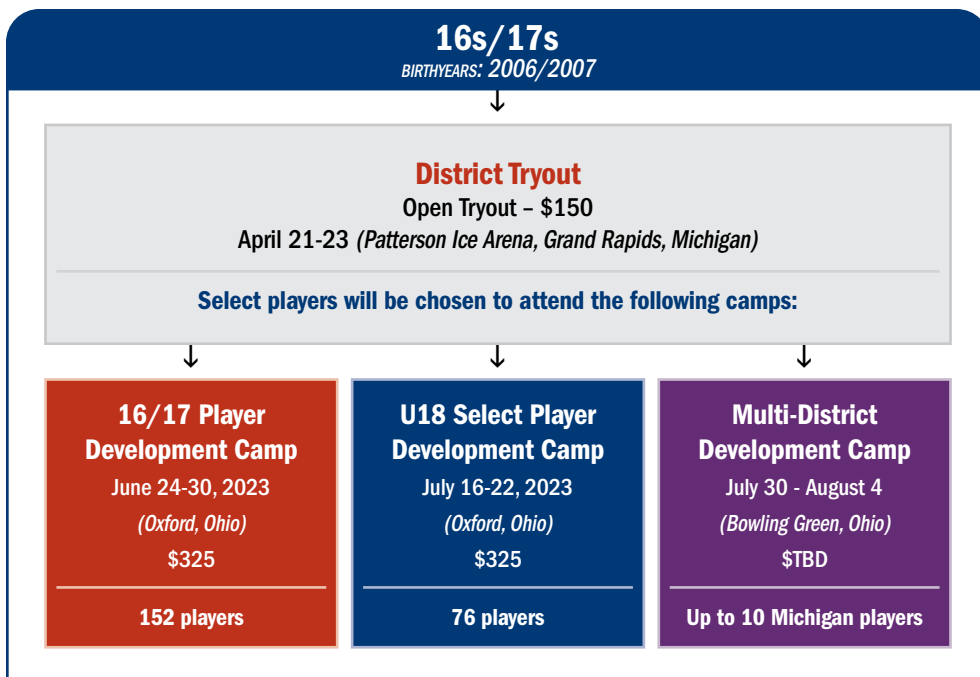 16s/17s
BIRTHYEARS: 2006/2007
District Tryout
Open Tryout – $150
April 21-23 (Patterson Ice Arena, Grand Rapids, Michigan)
Select players will be chosen to attend the following camps:
16/17 Player
Development Camp
June 24-30, 2023
(Oxford, Ohio)
$325
152 players
U18 Select Player
Development Camp
July 16-22, 2023
(Oxford, Ohio)
$325
76 players
Multi-District
Development Camp
July 30 - August 4
(Bowling Green, Ohio)
$TBD
Up to 10 Michigan players